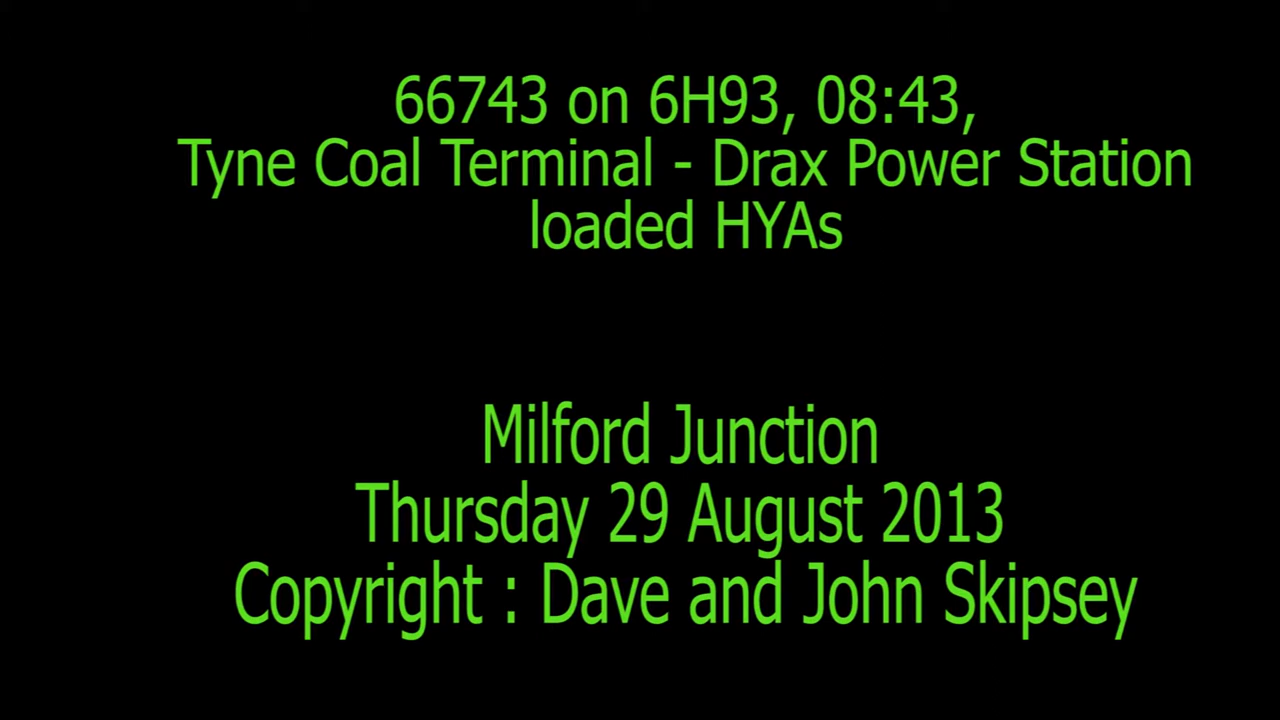 66743 on 6H93, 08:43,
Tyne Coal Terminal - Drax Power Station
loaded HYAs
Milford Junction
Thursday 29 August 2013
Copyright : Dave and John Skipsey